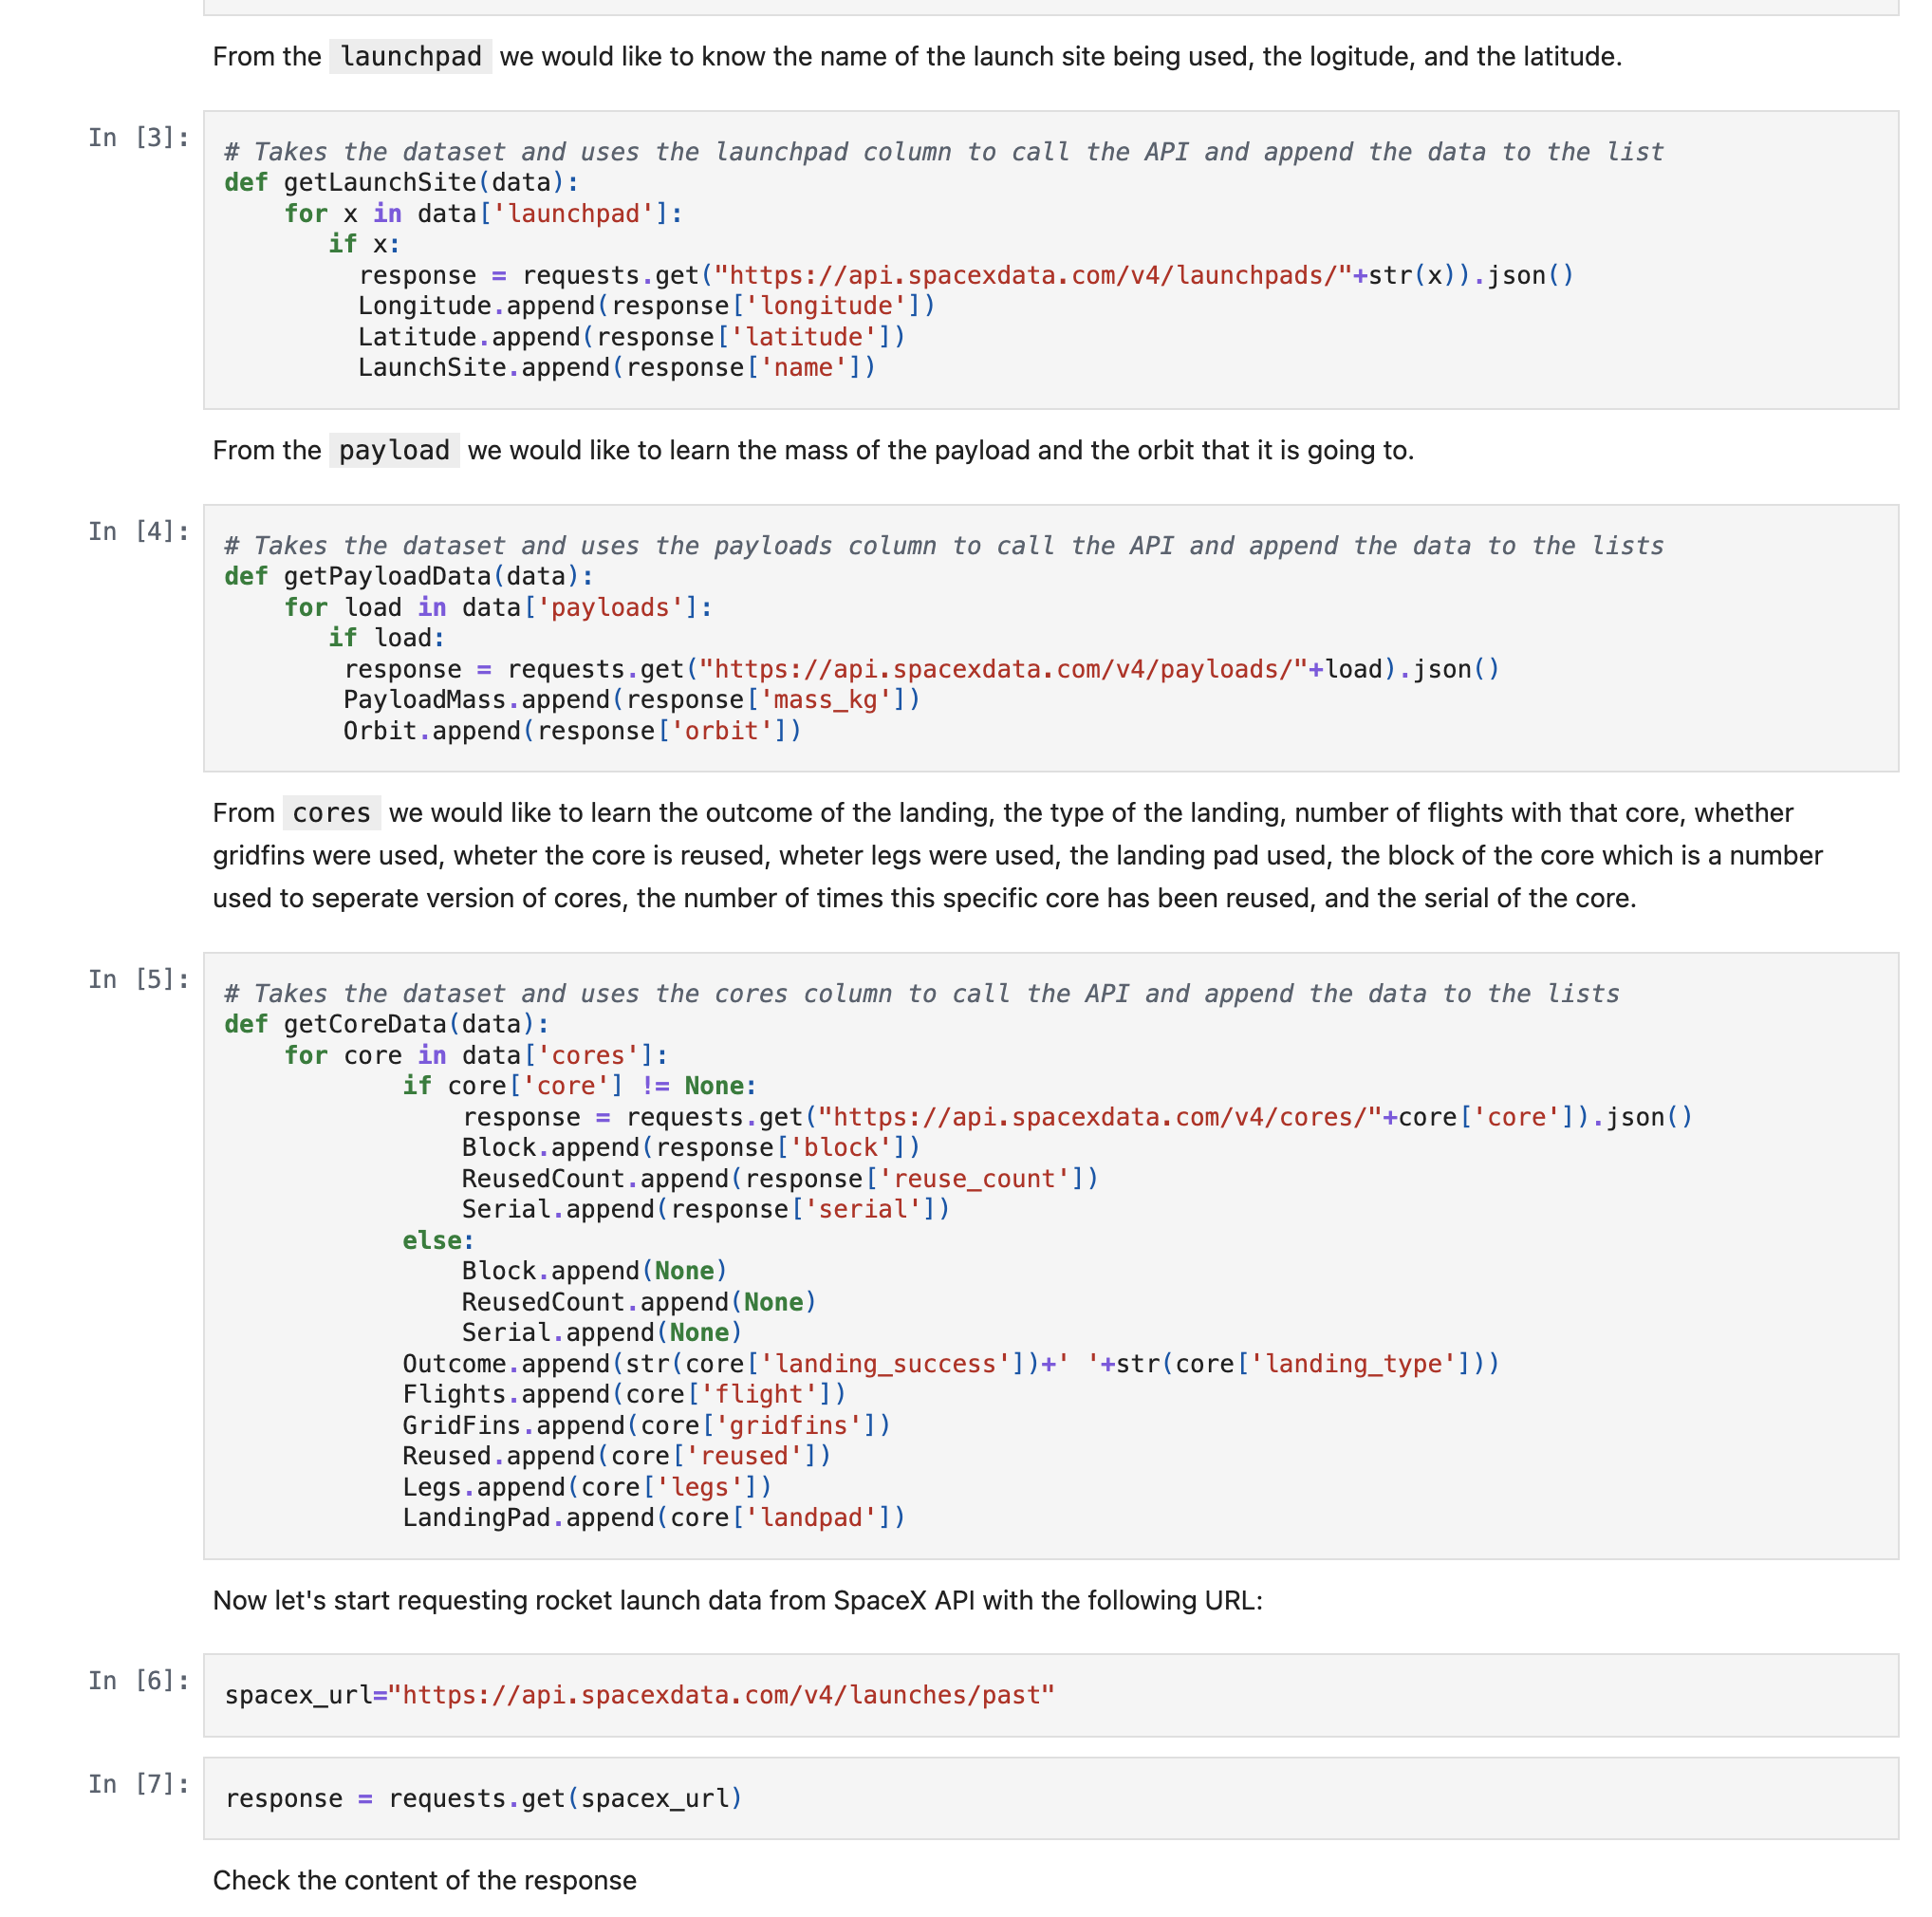 From the launchpad we would like to know the name of the launch site being used, the logitude, and the latitude.
In [3]:
# Takes the dataset and uses the launchpad column to call the API and append the data to the list
def getLaunchSite(data):
    for x in data['launchpad']:
       if x:
         response = requests.get("https://api.spacexdata.com/v4/launchpads/"+str(x)).json()
         Longitude.append(response['longitude'])
         Latitude.append(response['latitude'])
         LaunchSite.append(response['name'])
From the payload we would like to learn the mass of the payload and the orbit that it is going to.
In [4]:
# Takes the dataset and uses the payloads column to call the API and append the data to the lists
def getPayloadData(data):
    for load in data['payloads']:
       if load:
        response = requests.get("https://api.spacexdata.com/v4/payloads/"+load).json()
        PayloadMass.append(response['mass_kg'])
        Orbit.append(response['orbit'])
From cores we would like to learn the outcome of the landing, the type of the landing, number of flights with that core, whether
gridfins were used, wheter the core is reused, wheter legs were used, the landing pad used, the block of the core which is a number
used to seperate version of cores, the number of times this specific core has been reused, and the serial of the core.
In [5]:
# Takes the dataset and uses the cores column to call the API and append the data to the lists
def getCoreData(data):
    for core in data['cores']:
            if core['core'] != None:
                response = requests.get("https://api.spacexdata.com/v4/cores/"+core['core']).json()
                Block.append(response['block'])
                ReusedCount.append(response['reuse_count'])
                Serial.append(response['serial'])
            else:
                Block.append(None)
                ReusedCount.append(None)
                Serial.append(None)
            Outcome.append(str(core['landing_success'])+' '+str(core['landing_type']))
            Flights.append(core['flight'])
            GridFins.append(core['gridfins'])
            Reused.append(core['reused'])
            Legs.append(core['legs'])
            LandingPad.append(core['landpad'])
Now let's start requesting rocket launch data from SpaceX API with the following URL:
In [6]:
spacex_url="https://api.spacexdata.com/v4/launches/past"
In [7]:
response = requests.get(spacex_url)
Check the content of the response